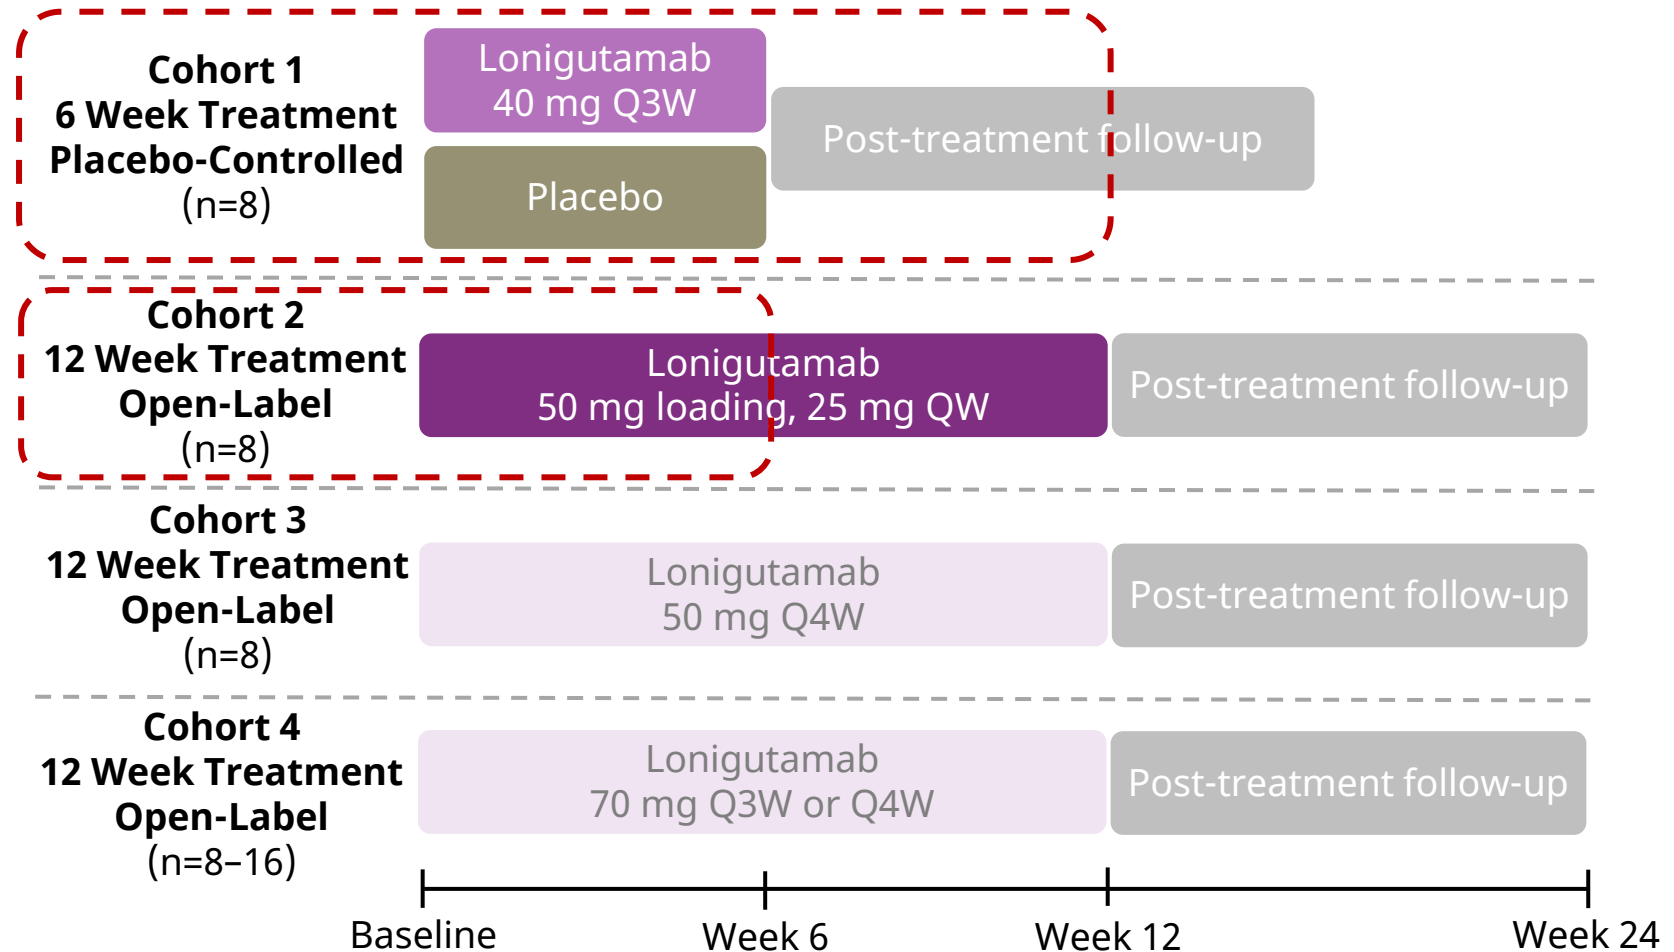 Cohort 1
6 Week Treatment
Placebo-Controlled
(n=8)
Lonigutamab
40 mg Q3W
Placebo
Post-treatment follow-up
Cohort 2
12 Week Treatment
Open-Label
(n=8)
Lonigutamab
50 mg loading, 25 mg QW
Post-treatment follow-up
Cohort 3
12 Week Treatment
Open-Label
(n=8)
Lonigutamab
50 mg Q4W
Post-treatment follow-up
Cohort 4
12 Week Treatment
Open-Label
(n=8–16)
Lonigutamab
70 mg Q3W or Q4W
Post-treatment follow-up
Baseline
Week 6
Week 12
Week 24